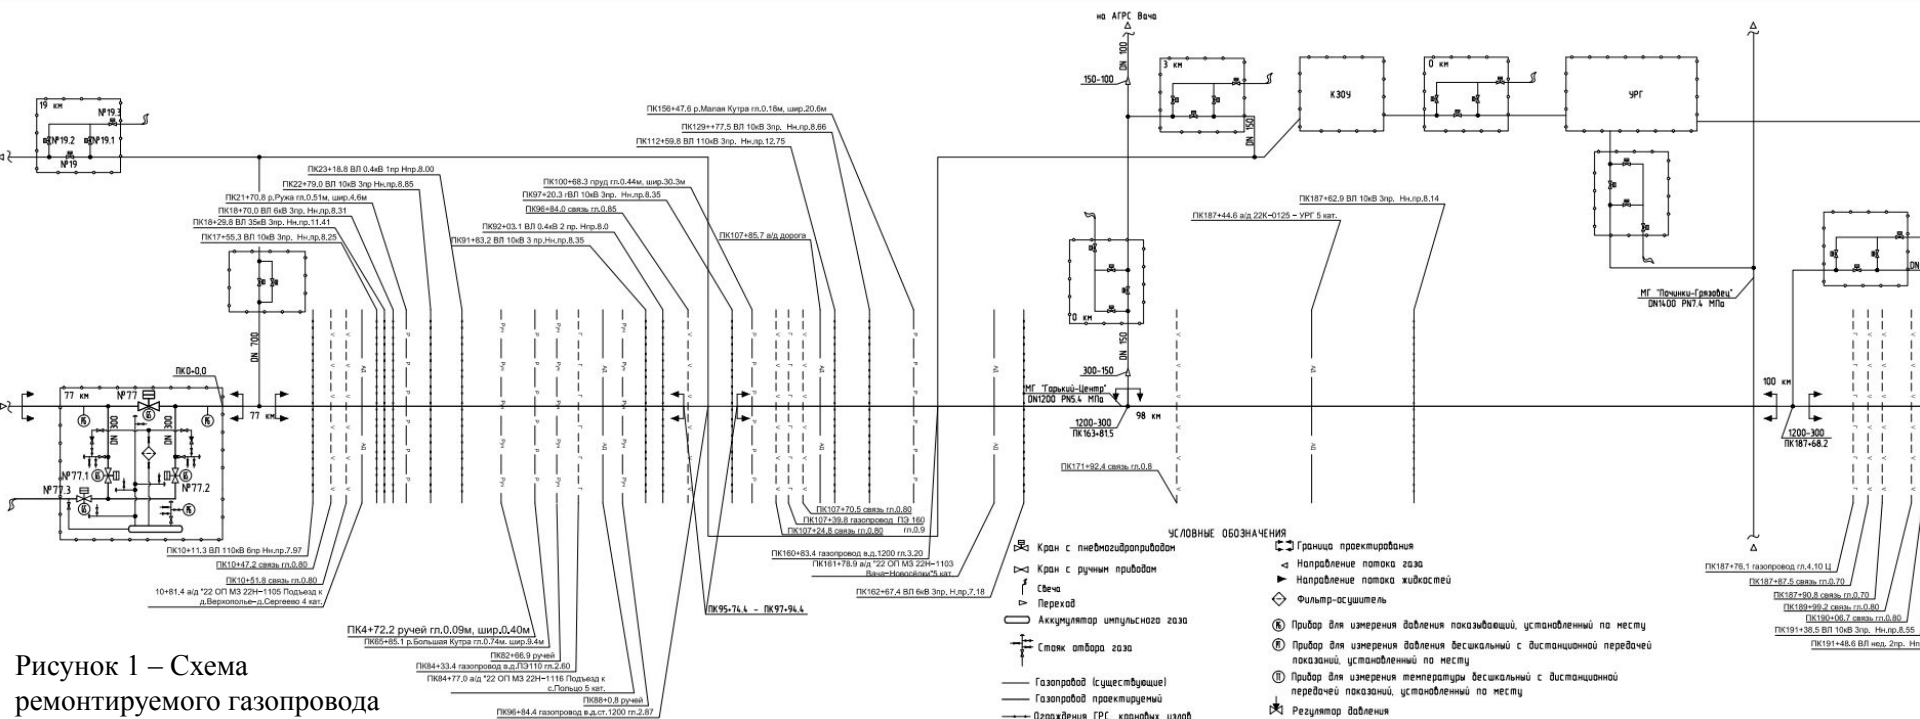 на АГРС Вача
DN 100
150-100
3 км
DN 150
КЗОУ
0 км
УРГ
19 км
№19.3
№19.2
№19.1
№19
ПК156+47.6 р.Малая Кутра гл.0.18м, шир.20.6м
ПК129++77.5 ВЛ 10кВ 3пр. Нн.пр.8.66
ПК112+59.8 ВЛ 110кВ 3пр. Нн.пр.12.75
ПК23+18.8 ВЛ 0.4кВ 1пр Нпр.8.00
ПК22+79.0 ВЛ 10кВ 3пр Нн.пр.8.85
ПК21+70.8 р.Ружа гл.0.51м, шир.4.6м
ПК18+70.0 ВЛ 6кВ 3пр. Нн.пр.8.31
ПК18+29.8 ВЛ 35кВ 3пр. Нн.пр.11.41
ПК17+55.3 ВЛ 10кВ 3пр. Нн.пр.8.25
ПК100+68.3 пруд гл.0.44м, шир.30.3м
ПК97+20.3 гВЛ 10кВ 3пр. Нн.пр.8.35
ПК96+84.0 связь гл.0.85
ПК92+03.1 ВЛ 0.4кВ 2 пр. Нпр.8.0
ПК91+83.2 ВЛ 10кВ 3 пр.Нн.пр.8.35
ПК107+85.7 а/д дорога
ПК187+62.9 ВЛ 10кВ 3пр. Нн.пр.8.14
ПК187+44.6 а/д 22К-0125 - УРГ 5 кат.
0 км
DN 150
300-150
МГ "Починки-Грязовец"
DN1400 PN7.4 МПа
DN
DN 700
ПК0+0,0
77 км
№77
DN 300
DN 300
№77.1
№77.2
№77.3
77 км
МГ "Горький-Центр"
DN1200 PN5.4 МПа
98 км
1200-300
ПК163+81.5
100 км
1200-300
ПК187+68.2
ПК171+92.4 связь гл.0.8
ПК107+70.5 связь гл.0.80
ПК107+39.8 газопровод ПЭ 160
гл.0.9
ПК107+24.8 связь гл.0.80
ПК160+83.4 газопровод в.д.1200 гл.3.20
ПК161+78.9 а/д "22 ОП МЗ 22Н-1103
Вача-Новоселки"5 кат.
ПК162+67.4 ВЛ 6кВ 3пр. Н.пр.7.18
ПК95+74.4 - ПК97+94.4
ПК10+11.3 ВЛ 110кВ 6пр Нн.пр.7.97
ПК10+47.2 связь гл.0.80
ПК10+51.8 связь гл.0.80
10+81.4 а/д "22 ОП МЗ 22Н-1105 Подъезд к
д.Верхополье-д.Сергеево 4 кат.
ПК4+72.2 ручей гл.0.09м, шир.0.40м
ПК65+85.1 р.Большая Кутра гл.0.74м. шир.9.4м
ПК82+66.9 ручей
ПК84+33.4 газопровод в.д.ПЭ110 гл.2.60
ПК84+77.0 а/д "22 ОП МЗ 22Н-1116 Подъезд к
с.Польцо 5 кат.
ПК88+0.8 ручей
ПК96+84.4 газопровод в.д.ст.1200 гл.2.87
ПК187+76.1 газопровод гл.4.10 Ц
ПК187+87.5 связь гл.0.70
ПК187+90.8 связь гл.0.70
ПК189+99.2 связь гл.0.80
ПК190+06.7 связь гл.0.80
ПК191+38.5 ВЛ 10кВ 3пр. Нн.пр.8.55
ПК191+48.6 ВЛ нед. 2пр. Нп
УСЛОВНЫЕ ОБОЗНАЧЕНИЯ
Кран с пневмогидроприводом
Кран с ручным приводом
Свеча
Переход
Аккумулятор импульсного газа
Стояк отбора газа
Газопровод (существующие)
Газопровод проектируемый
Ограждения ГРС, крановых узлов
Граница проектирования
Направление потока газа
Направление потока жидкостей
Фильтр-осушитель
Прибор для измерения давления показывающий, установленный по месту
Прибор для измерения давления бесшкальный с дистанционной передачей
показаний, установленный по месту
Прибор для измерения температуры бесшкальный с дистанционной
передачей показаний, установленный по месту
Регулятор давления
Рисунок 1 – Схема
ремонтируемого газопровода